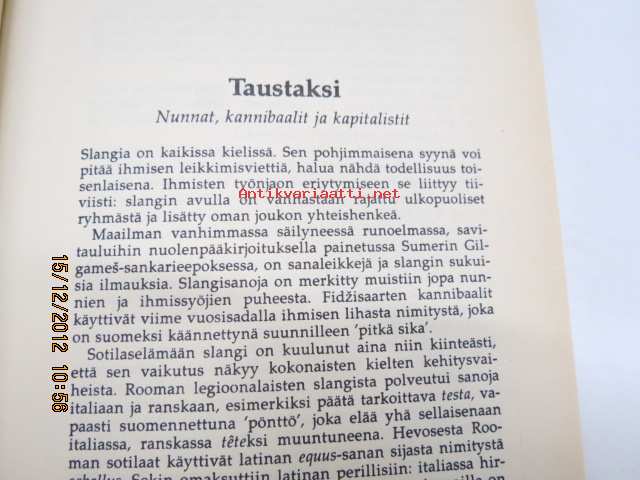 Taustaksi
Nunnat, kannibaalit ja kapitalistit
Slangia on kaikissa kielissä. Sen pohjimmaisena syynä voi
pitää ihmisen leikkimisviettiä, halua nähdä todellisuus toi-
senlaisena. Ihmisten työnjaon eriytymiseen se liittyy tii-
viisti: slangin avulla on vanhastaan rajattu ulkopuoliset
Antikvariaatti.net
ryhmästä ja lisätty oman joukon yhteishenkeä.
Maailman vanhimmassa säilyneessä runoelmassa, savi-
tauluihin nuolenpääkirjoituksella painetussa Sumerin Gil-
gameš-sankarieepoksessa, on sanaleikkejä ja slangin sukui-
sia ilmauksia. Slangisanoja on merkitty muistiin jopa nun-
nien ja ihmissyöjien puheesta. Fidžisaarten kannibaalit
käyttivät viime vuosisadalla ihmisen lihasta nimitystä, joka
on suomeksi käännettynä suunnilleen 'pitkä sika'.
Sotilaselämään slangi on kuulunut aina niin kiinteästi,
että sen vaikutus näkyy kokonaisten kielten kehitysvai-
heista. Rooman legioonalaisten slangista polveutui sanoja
italiaan ja ranskaan, esimerkiksi päätä tarkoittava testa, va-
paasti suomennettuna 'pönttö', joka elää yhä sellaisenaan
italiassa, ranskassa têteksi muuntuneena. Hevosesta Roo-
man sotilaat käyttivät latinan equus-sanan sijasta nimitystä
Sekin omaksuttiin latinan perillisiin: italiassa
15/12/2012 10:56